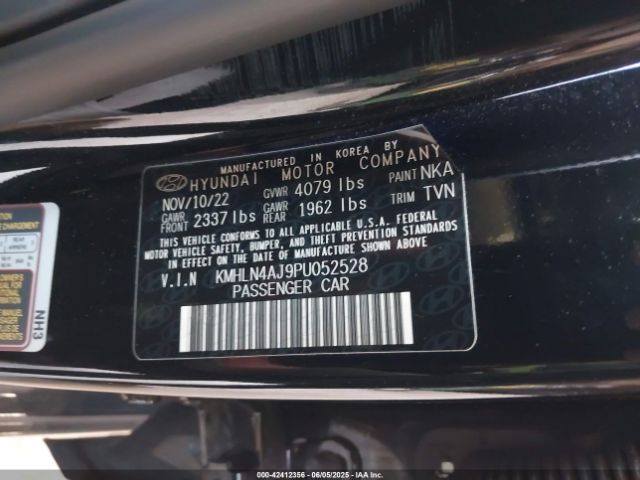 MANUFACTURED IN KOREA BY
HYUNDAI MOTOR COMPANY
NOV/10/22 GVWR 4079 lbs PAINT NKA
GAWR FRONT 2337 lbs GAWR REAR 1962 lbs TRIM TVN
THIS VEHICLE CONFORMS TO ALL APPLICABLE U.S.A. FEDERAL
MOTOR VEHICLE SAFETY, BUMPER, AND THEFT PREVENTION
STANDARDS IN EFFECT ON THE DATE OF MANUFACTURE SHOWN ABOVE.
V.I.N KMHLN4AJ9PU052528
PASSENGER CAR
NH3
000-42412356 - 06/05/2025 - IAA Inc.